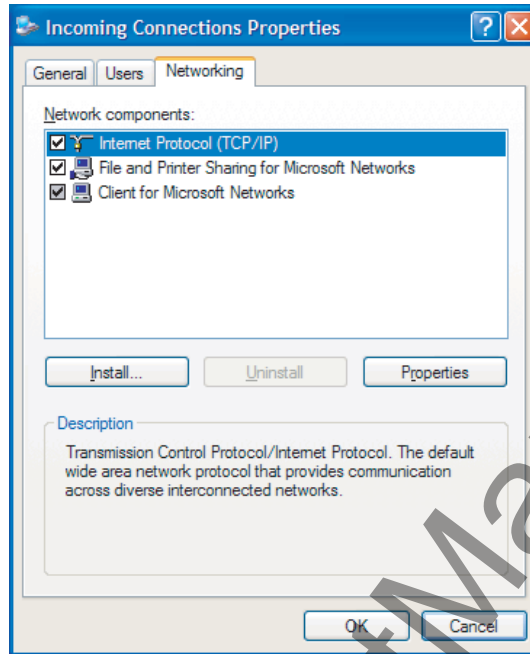 Incoming Connections Properties
General Users Networking
Network components:
Internet Protocol (TCP/IP)
File and Printer Sharing for Microsoft Networks
Client for Microsoft Networks
Install... Uninstall Properties
Description
Transmission Control Protocol/Internet Protocol. The default
wide area network protocol that provides communication
across diverse interconnected networks.
OK Cancel